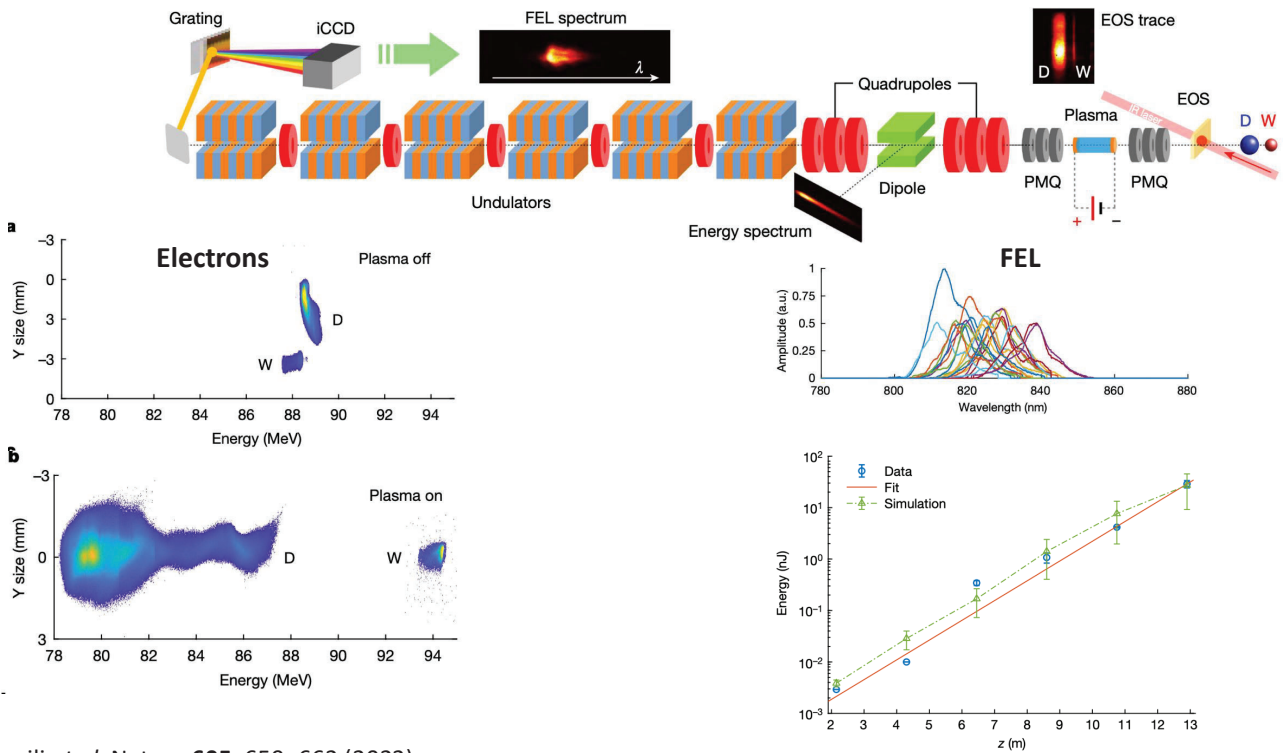 Grating
iCCD
FEL spectrum
λ
EOS trace
D W
Quadrupoles
Plasma
EOS
IR laser
D W
Undulators
Dipole
PMQ
PMQ
+ −
Energy spectrum
a
Electrons
Plasma off
−3
0
3
−3
0
Y size (mm)
D
W
78 80 82 84 86 88 90 92 94
Energy (MeV)
b
Plasma on
−3
0
3
Y size (mm)
D
W
78 80 82 84 86 88 90 92 94
Energy (MeV)
FEL
1
0.75
0.5
0.25
0
Amplitude (a.u.)
780 800 820 840 860 880
Wavelength (nm)
10²
10¹
10⁰
10⁻¹
10⁻²
10⁻³
Energy (nJ)
Data
Fit
Simulation
2 3 4 5 6 7 8 9 10 11 12 13
z (m)
(2022)